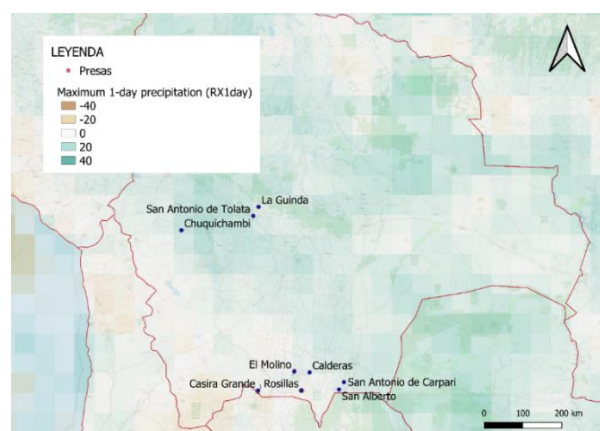 LEYENDA
Presas
Maximum 1-day precipitation (RX1day)
-40
-20
0
20
40
La Guinda
San Antonio de Tolata
Chuquichambi
El Molino
Calderas
San Antonio de Carpari
Casira Grande
Rosillas
San Alberto
0 100 200 km